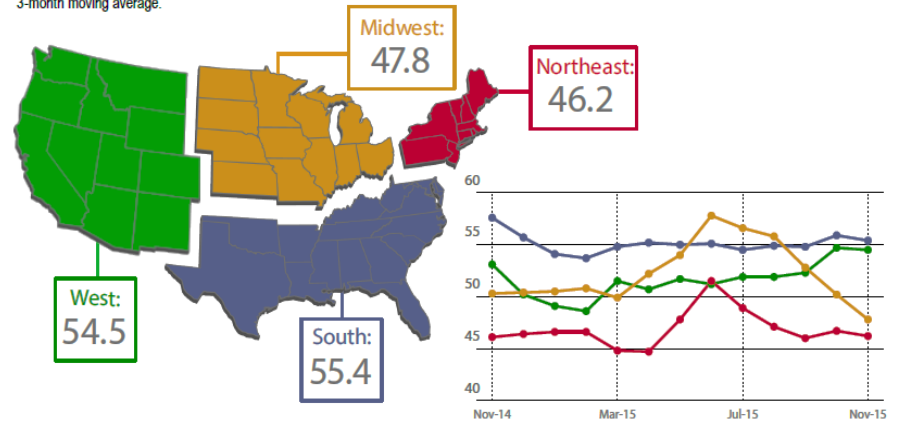 3-month moving average.
Midwest:
47.8
Northeast:
46.2
West:
54.5
South:
55.4
60
55
50
45
40
Nov-14
Mar-15
Jul-15
Nov-15